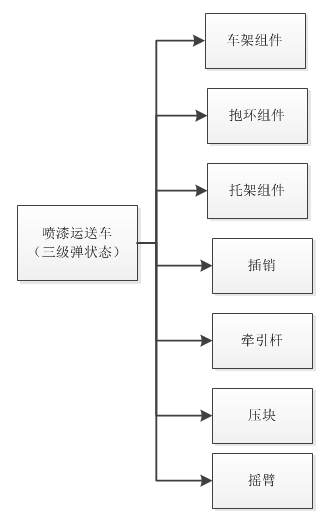 车架组件
抱环组件
托架组件
喷漆运送车
（三级弹状态）
插销
牵引杆
压块
摇臂